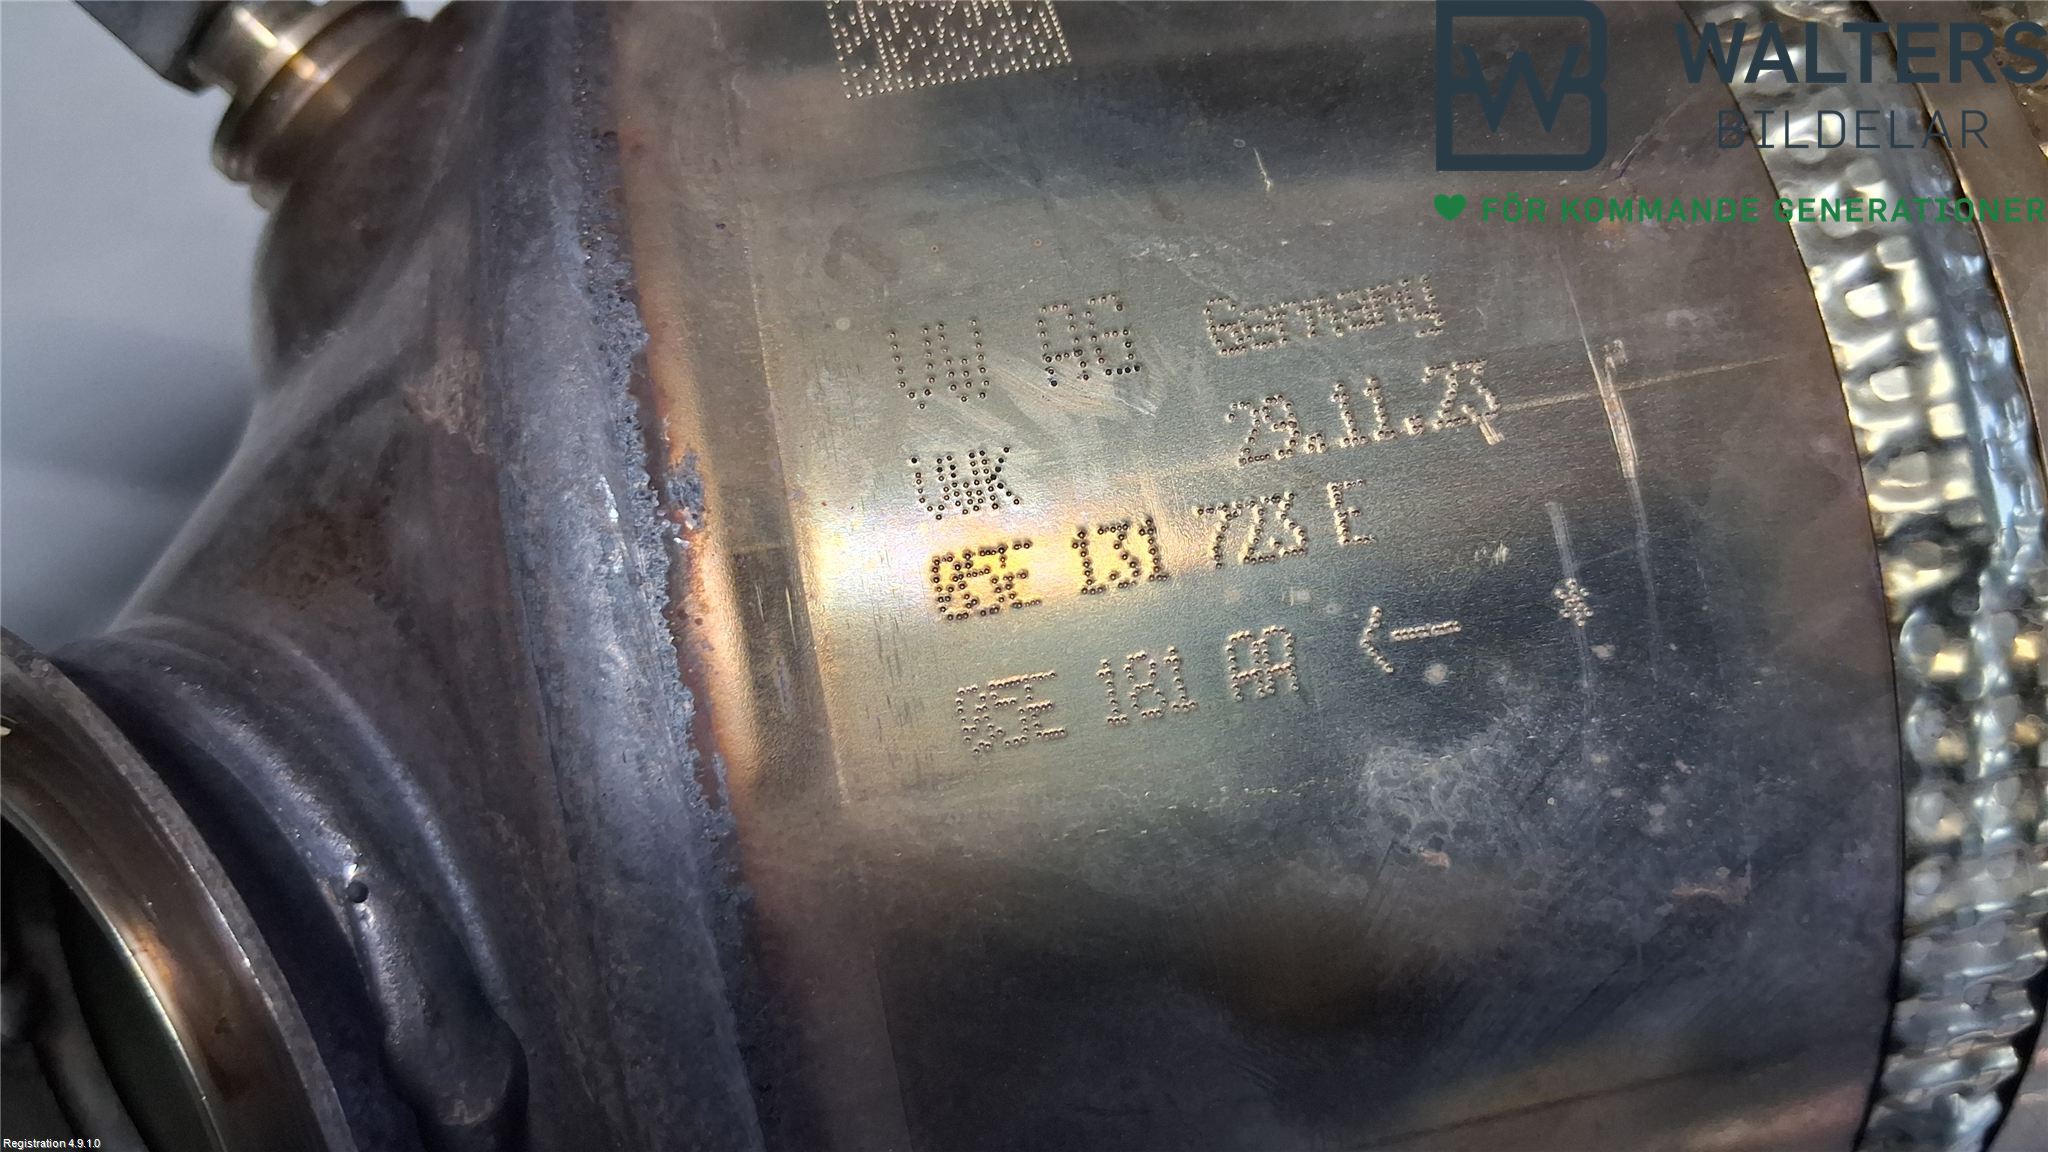 WALTERS
BILDELAR
FÖR KOMMANDE GENERATIONER
VW AG Germany
VWK 29.11.23
05E 131 723 E
05E 181 AA <— *
Registration 4.9.1.0